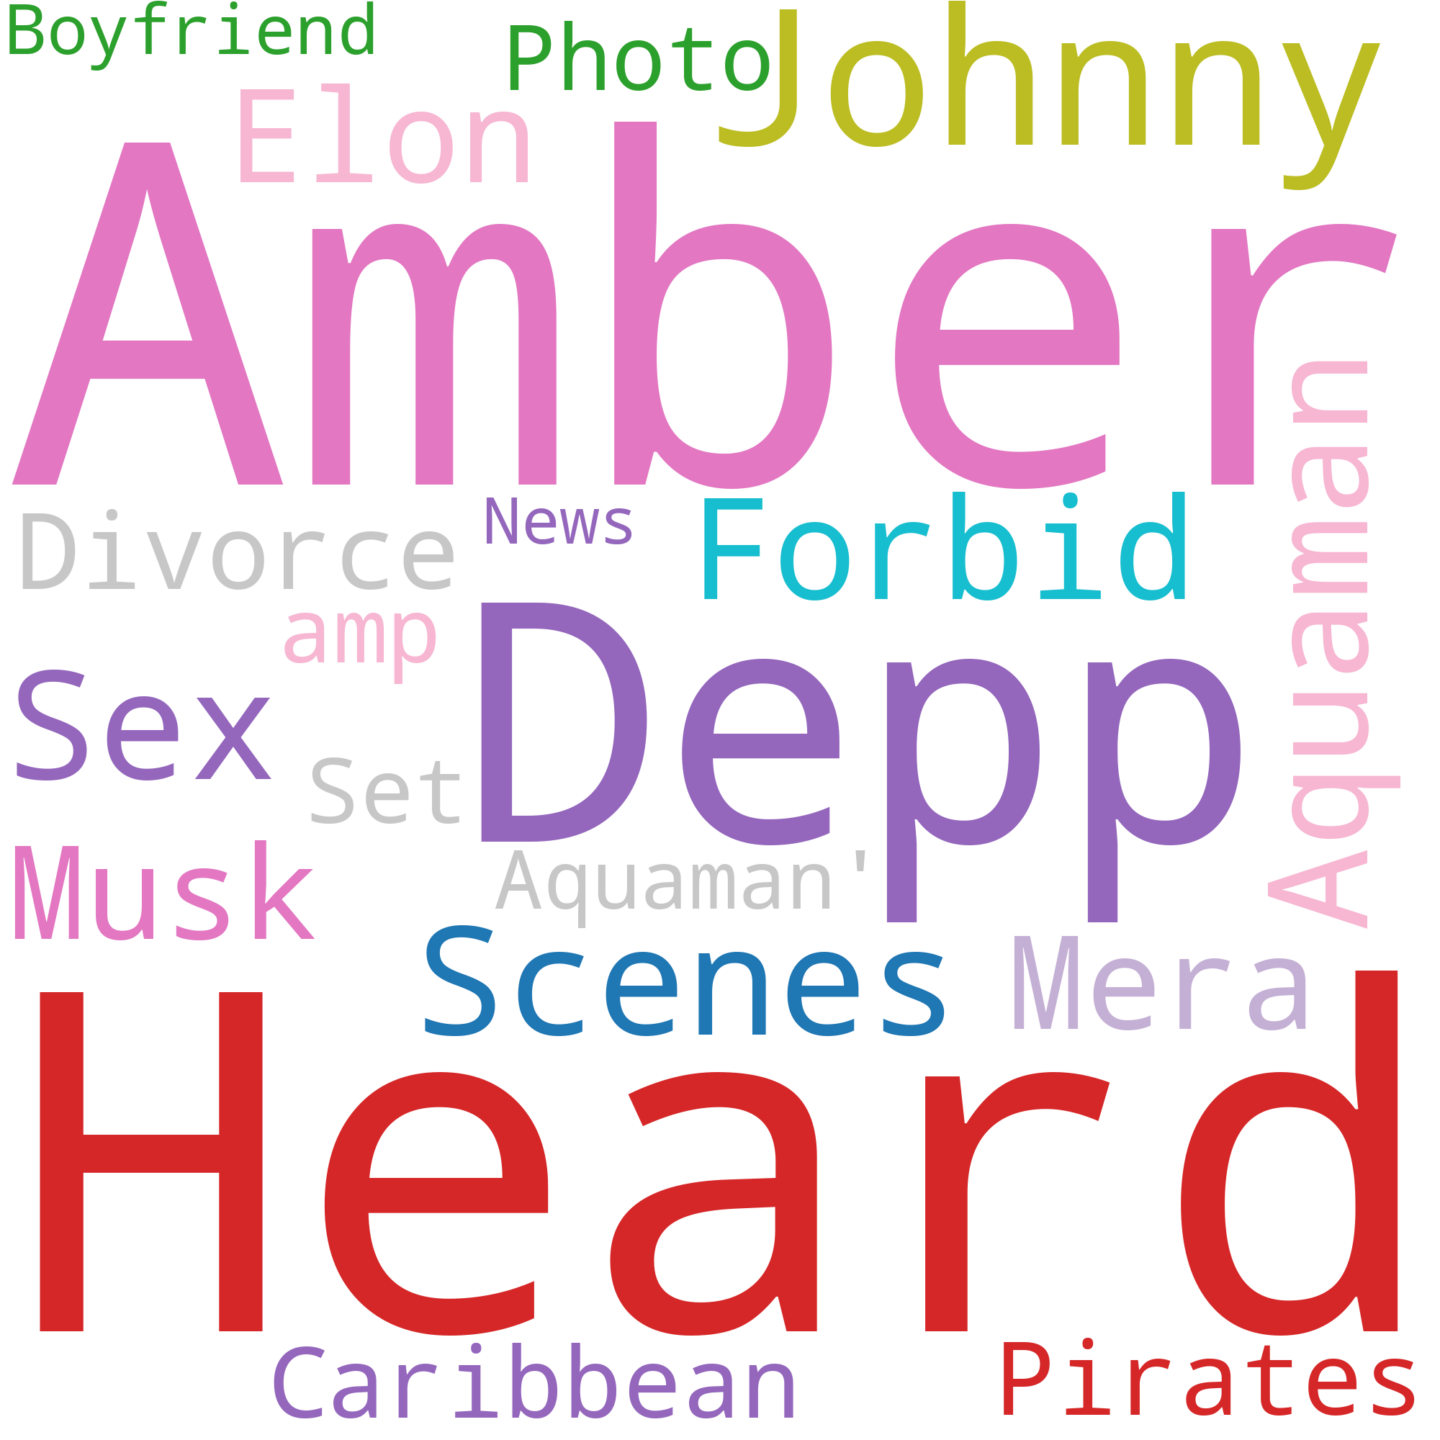 Boyfriend
Photo
Johnny
Elon
Amber
Aquaman
Divorce
News
Forbid
amp
Depp
Sex
Set
Musk
Aquaman'
Scenes
Mera
Heard
Caribbean
Pirates